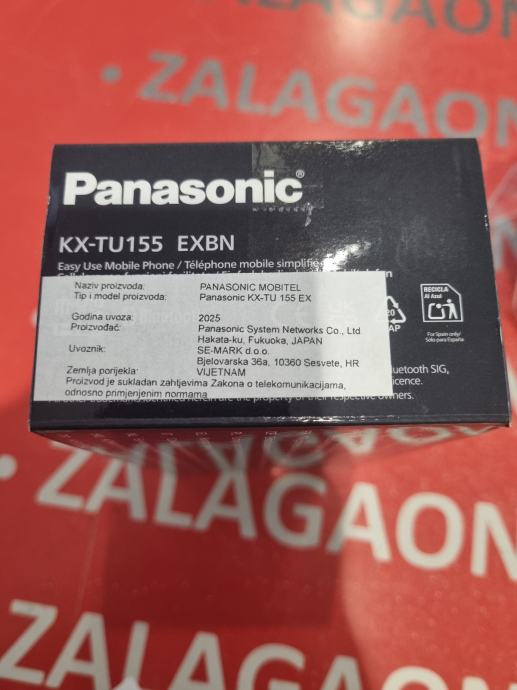 • ZALAGAON
Panasonic®
KX-TU155 EXBN
Easy Use Mobile Phone / Téléphone mobile simplifié
Naziv proizvoda: PANASONIC MOBITEL
Tip i model proizvoda: Panasonic KX-TU 155 EX
Godina uvoza: 2025
Proizvođač: Panasonic System Networks Co., Ltd
Hakata-ku, Fukuoka, JAPAN
Uvoznik: SE-MARK d.o.o.
Bjelovarska 36a, 10360 Sesvete, HR
Zemlja porijekla: VIJETNAM
Proizvod je sukladan zahtjevima Zakona o telekomunikacijama,
odnosno primjenjenim normama
20
AP
RECICLA
Al Azul
For Spain only/
Solo para España
uetooth SIG,
icence.
are the property of their respective owners.
• ZALAGAON
ZALAGAON